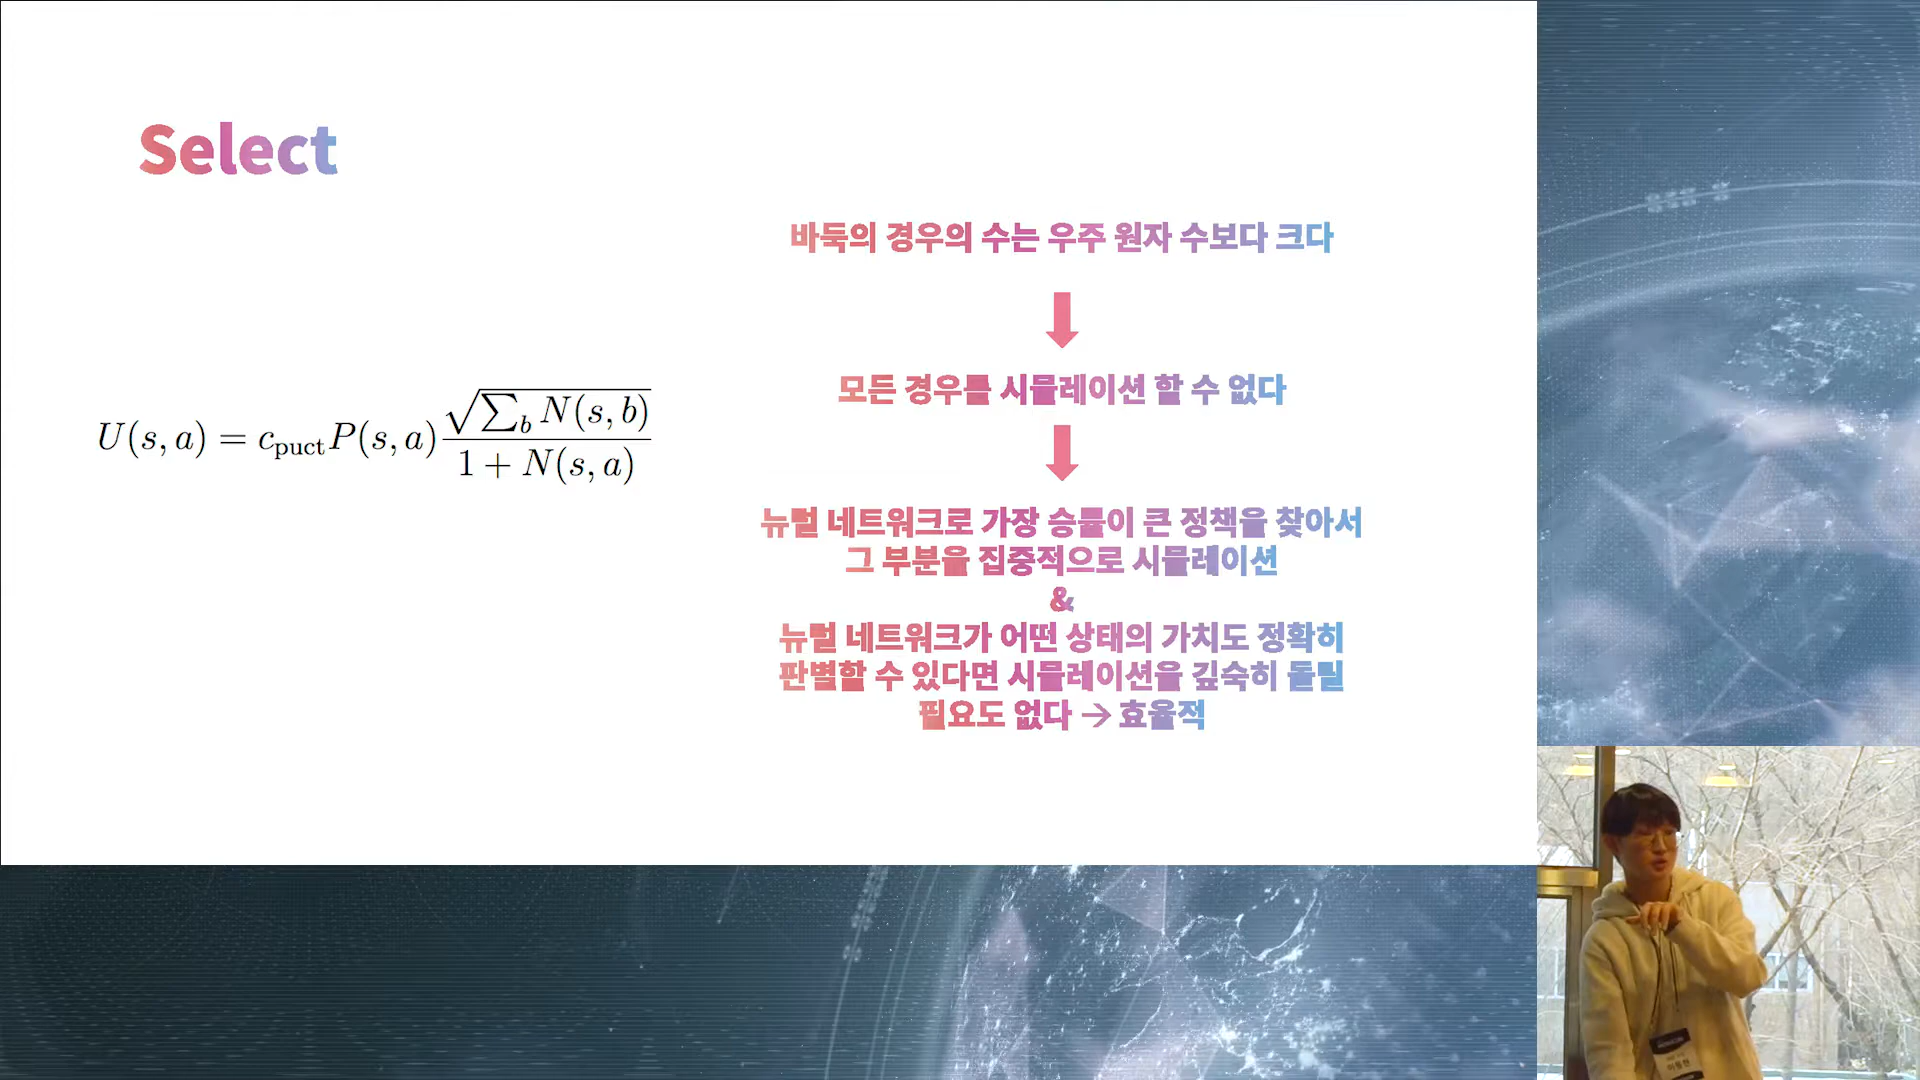 Select
바둑의 경우의 수는 우주 원자 수보다 크다
모든 경우를 시뮬레이션 할 수 없다
U(s, a) = c_puct P(s, a) √(∑_b N(s, b)) / (1 + N(s, a))
뉴럴 네트워크로 가장 승률이 큰 정책을 찾아서
그 부분을 집중적으로 시뮬레이션
&
뉴럴 네트워크가 어떤 상태의 가치도 정확히
판별할 수 있다면 시뮬레이션을 깊숙히 돌릴
필요도 없다 → 효율적